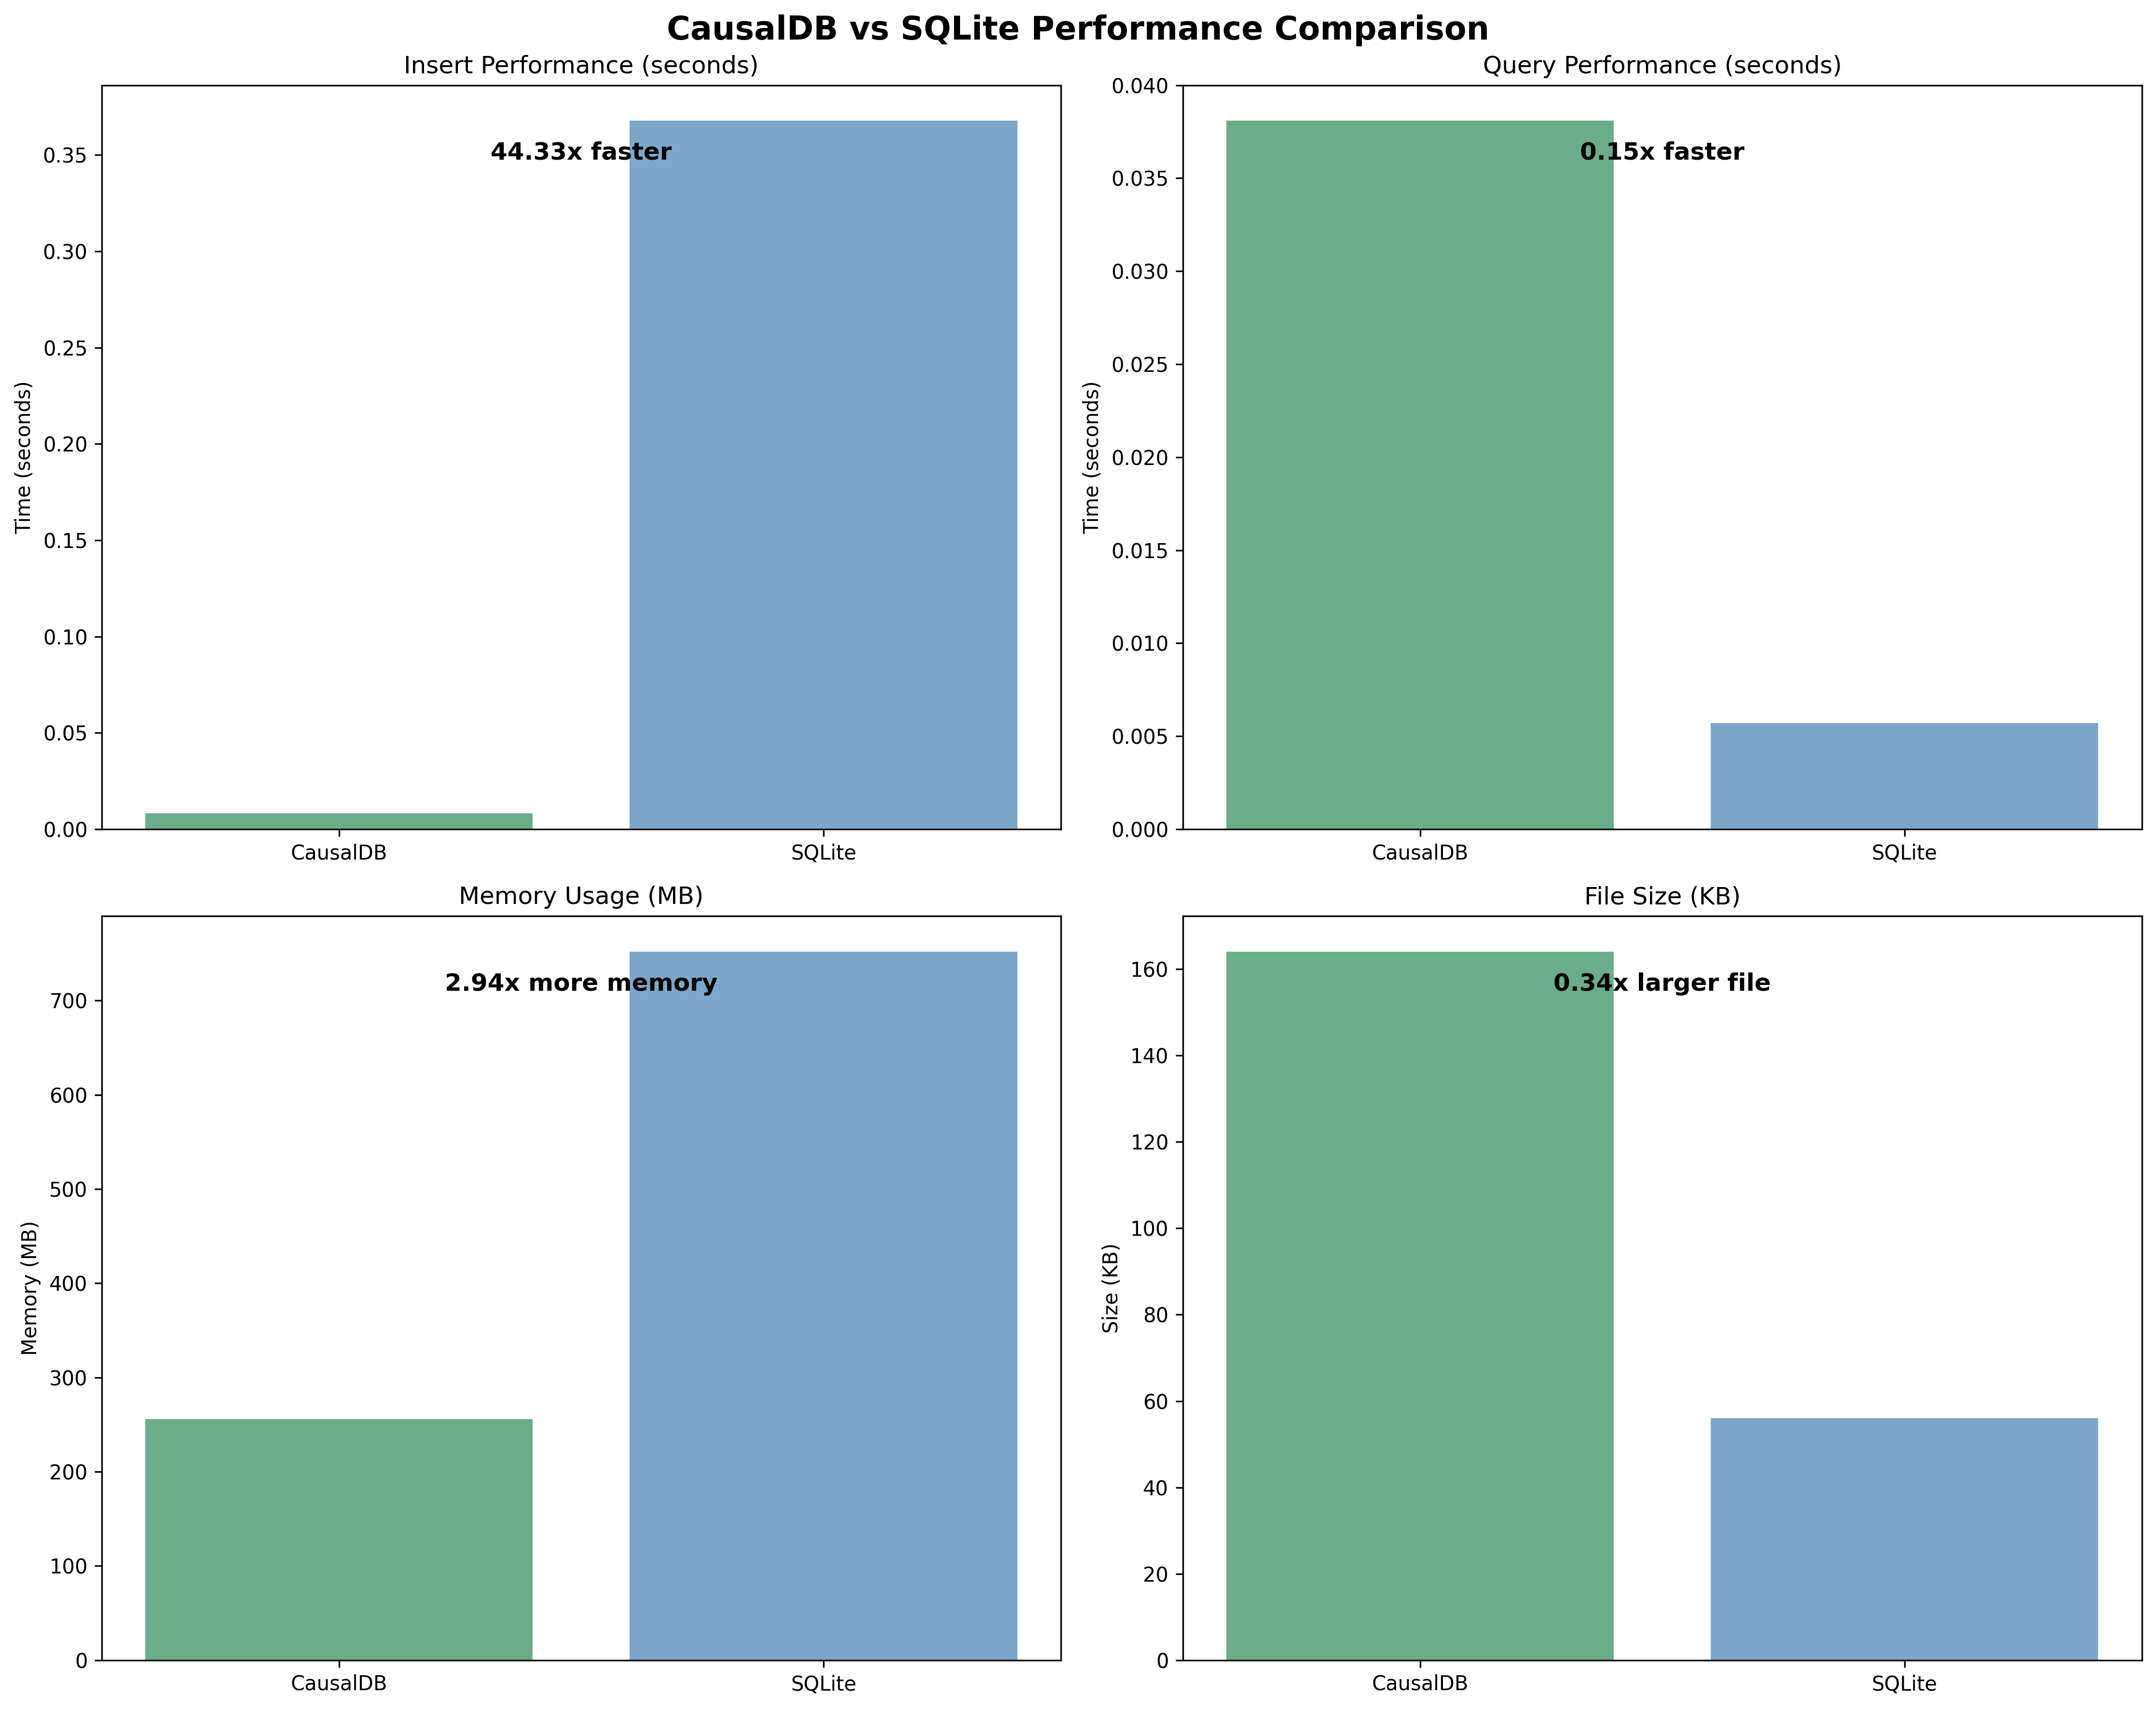 CausalDB vs SQLite Performance Comparison
Insert Performance (seconds)
44.33x faster
Time (seconds)
0.35
0.30
0.25
0.20
0.15
0.10
0.05
0.00
CausalDB
SQLite
Query Performance (seconds)
0.15x faster
Time (seconds)
0.040
0.035
0.030
0.025
0.020
0.015
0.010
0.005
0.000
CausalDB
SQLite
Memory Usage (MB)
2.94x more memory
Memory (MB)
700
600
500
400
300
200
100
0
CausalDB
SQLite
File Size (KB)
0.34x larger file
Size (KB)
160
140
120
100
80
60
40
20
0
CausalDB
SQLite